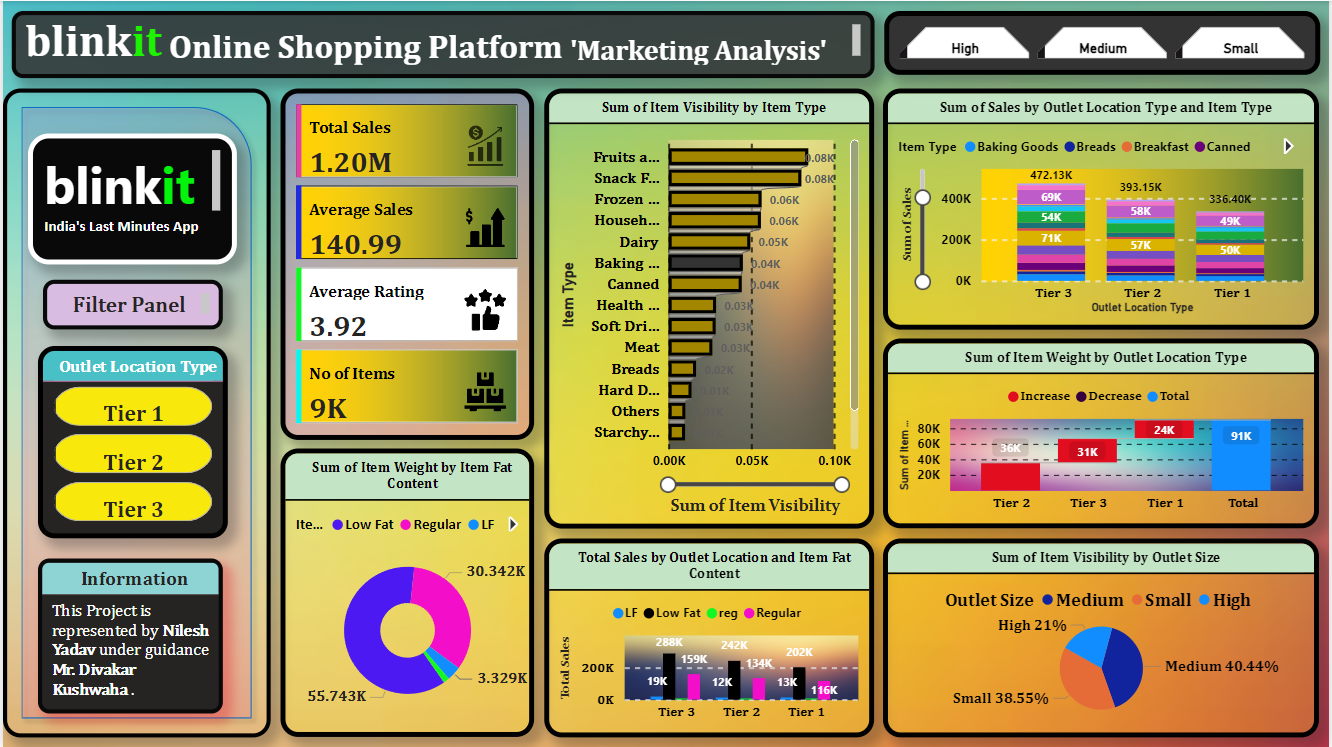 blinkit Online Shopping Platform 'Marketing Analysis'
High
Medium
Small
blinkit
India's Last Minutes App
Filter Panel
Outlet Location Type
Tier 1
Tier 2
Tier 3
Information
This Project is
represented by Nilesh
Yadav under guidance
Mr. Divakar
Kushwaha .
Total Sales
1.20M
Average Sales
140.99
Average Rating
3.92
No of Items
9K
Sum of Item Weight by Item Fat
Content
Ite... Low Fat Regular LF
30.342K
3.329K
55.743K
Sum of Item Visibility by Item Type
Item Type
Fruits a... 0.08K
Snack F... 0.08K
Frozen ... 0.06K
Househ... 0.06K
Dairy 0.05K
Baking ... 0.04K
Canned 0.04K
Health ... 0.03K
Soft Dri... 0.03K
Meat 0.03K
Breads 0.02K
Hard D...
Others
Starchy...
0.00K 0.05K 0.10K
Sum of Item Visibility
Total Sales by Outlet Location and Item Fat
Content
LF Low Fat reg Regular
Total Sales
200K
0K
288K 242K 202K
159K 134K 116K
19K 12K 13K
Tier 3 Tier 2 Tier 1
Sum of Sales by Outlet Location Type and Item Type
Item Type Baking Goods Breads Breakfast Canned
Sum of Sales
400K
200K
0K
472.13K 393.15K 336.40K
69K 58K 49K
54K
71K 57K 50K
Tier 3 Tier 2 Tier 1
Outlet Location Type
Sum of Item Weight by Outlet Location Type
Increase Decrease Total
Sum of Item ...
80K
60K
40K
20K
36K 31K 24K 91K
Tier 2 Tier 3 Tier 1 Total
Sum of Item Visibility by Outlet Size
Outlet Size Medium Small High
High 21%
Medium 40.44%
Small 38.55%